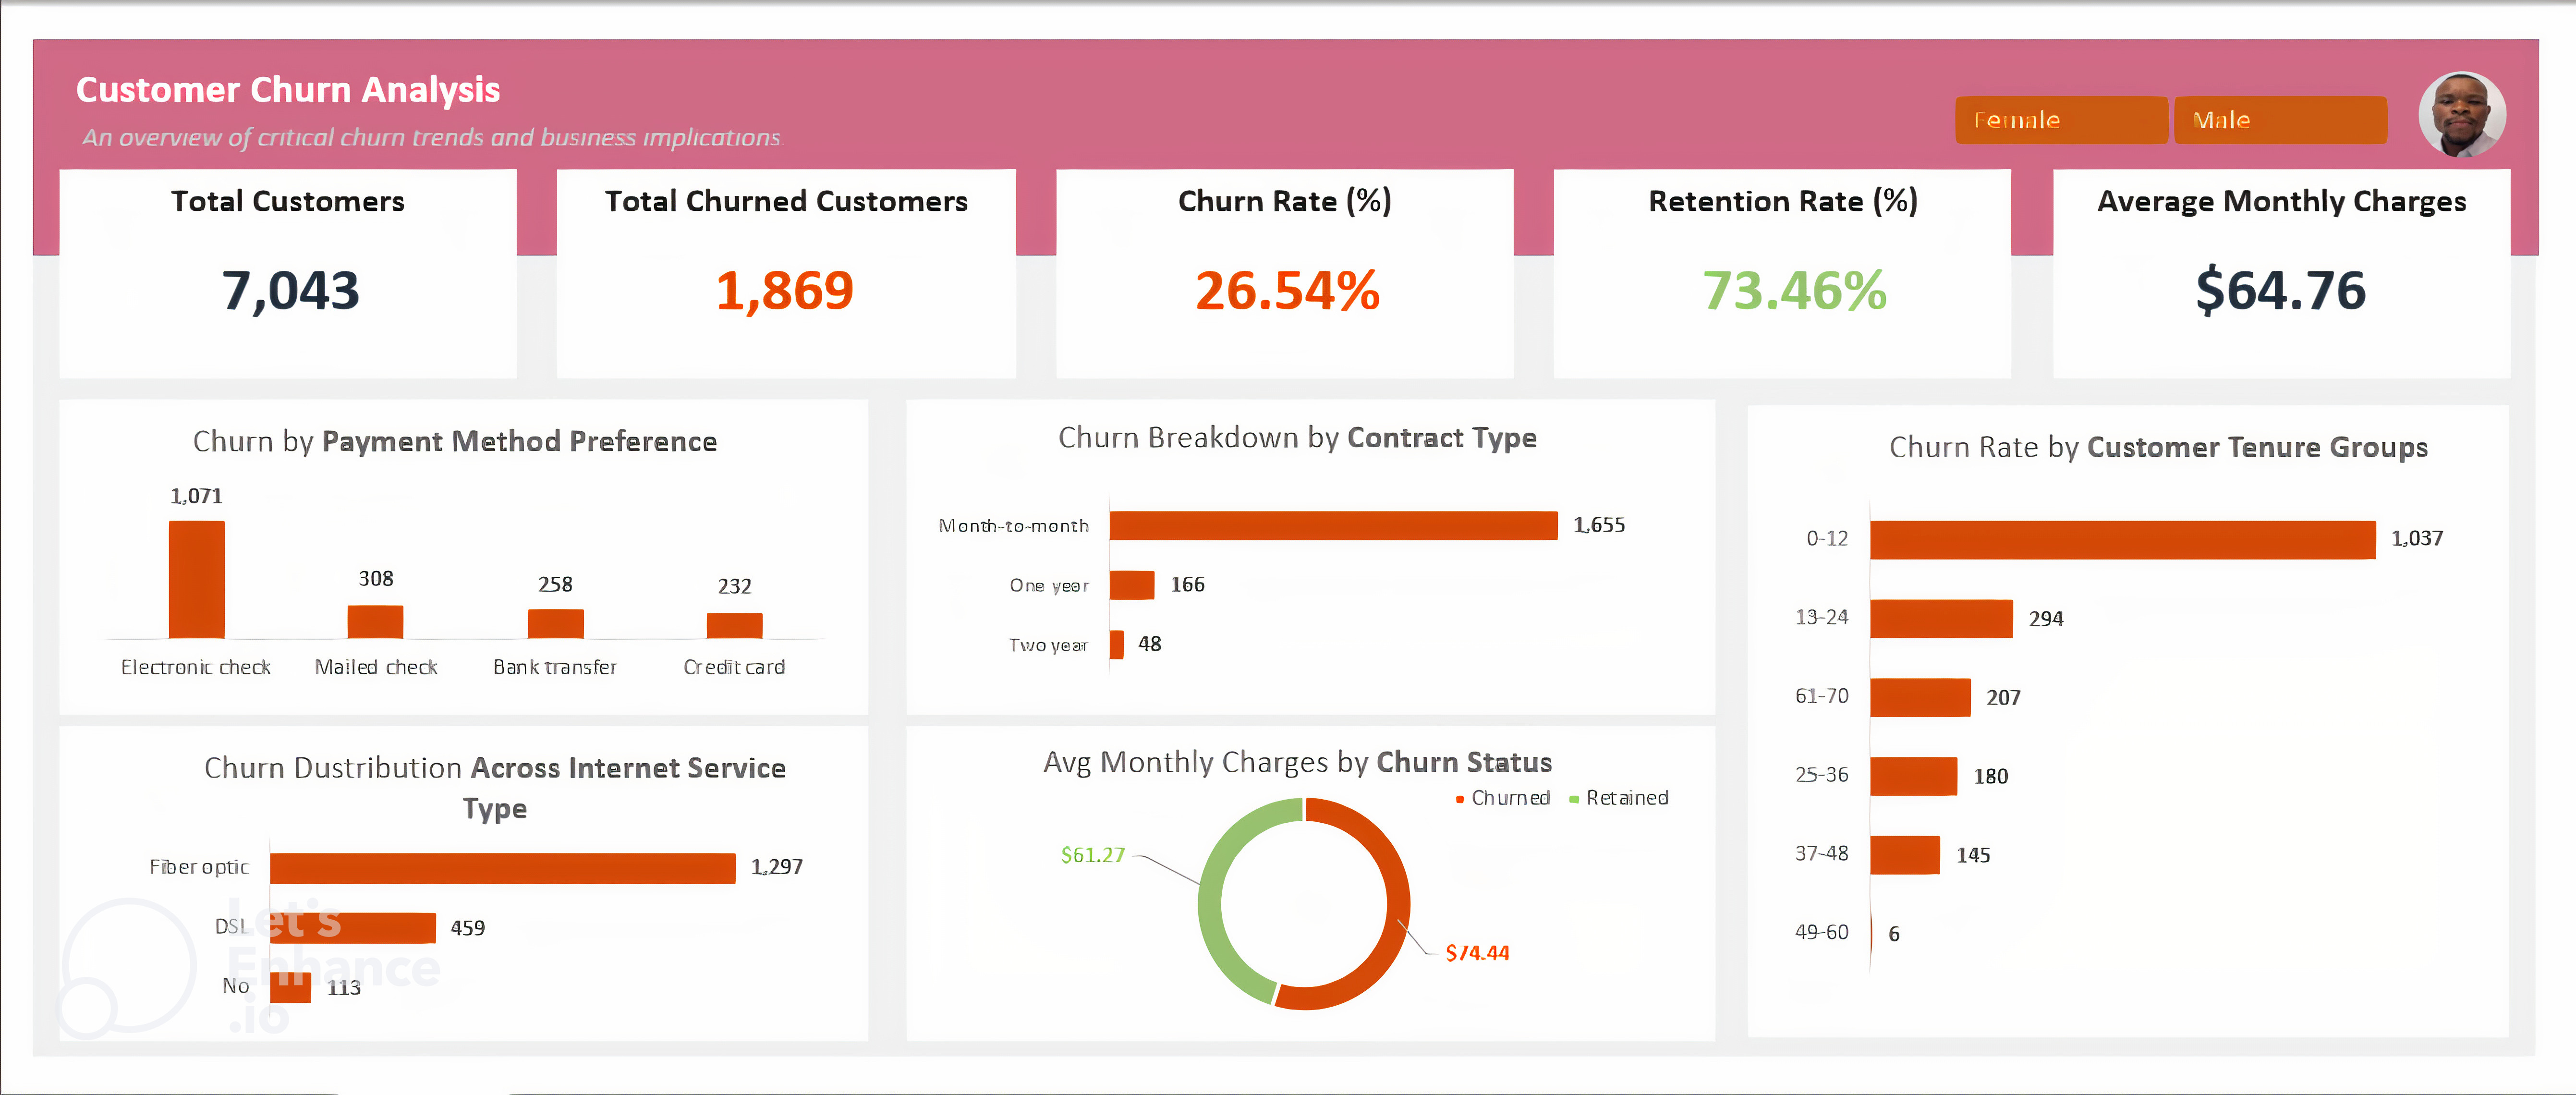 Customer Churn Analysis
An overview of critical churn trends and business implications.
Female
Male
Total Customers
7,043
Total Churned Customers
1,869
Churn Rate (%)
26.54%
Retention Rate (%)
73.46%
Average Monthly Charges
$64.76
Churn by Payment Method Preference
1,071
308
258
232
Electronic check
Mailed check
Bank transfer
Credit card
Churn Breakdown by Contract Type
Month-to-month
1,655
One year
166
Two year
48
Churn Rate by Customer Tenure Groups
0-12
1,037
13-24
294
61-70
207
25-36
180
37-48
145
49-60
6
Churn Dustribution Across Internet Service
Type
Fiber optic
1,297
DSL
459
No
113
Avg Monthly Charges by Churn Status
Churned
Retained
$61.27
$74.44
Let's
Enhance
.io